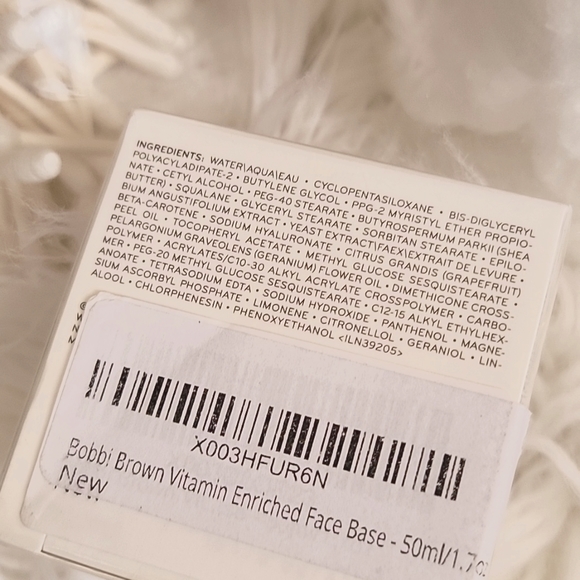 INGREDIENTS: WATER\AQUA\EAU • CYCLOPENTASILOXANE • BIS-DIGLYCERYL
POLYACYLADIPATE-2 • BUTYLENE GLYCOL • PPG-2 MYRISTYL ETHER PROPIO-
NATE • CETYL ALCOHOL • PEG-40 STEARATE • BUTYROSPERMUM PARKII (SHEA
BUTTER) • SQUALANE • GLYCERYL STEARATE • SORBITAN STEARATE • EPILO-
BIUM ANGUSTIFOLIUM EXTRACT • YEAST EXTRACT\FAEX\EXTRAIT DE LEVURE •
BETA-CAROTENE • SODIUM HYALURONATE • CITRUS GRANDIS (GRAPEFRUIT)
PEEL OIL • TOCOPHERYL ACETATE • METHYL GLUCOSE SESQUISTEARATE •
PELARGONIUM GRAVEOLENS (GERANIUM) FLOWER OIL • DIMETHICONE CROSS-
POLYMER • ACRYLATES/C10-30 ALKYL ACRYLATE CROSSPOLYMER • CARBO-
MER • PEG-20 METHYL GLUCOSE SESQUISTEARATE • C12-15 ALKYL ETHYLHEX-
ANOATE • TETRASODIUM EDTA • SODIUM HYDROXIDE • PANTHENOL • MAGNE-
SIUM ASCORBYL PHOSPHATE • LIMONENE • CITRONELLOL • GERANIOL • LIN-
ALOOL • CHLORPHENESIN • PHENOXYETHANOL <ILN39205>
X003HFUR6N
Bobbi Brown Vitamin Enriched Face Base - 50ml/1.7oz
New